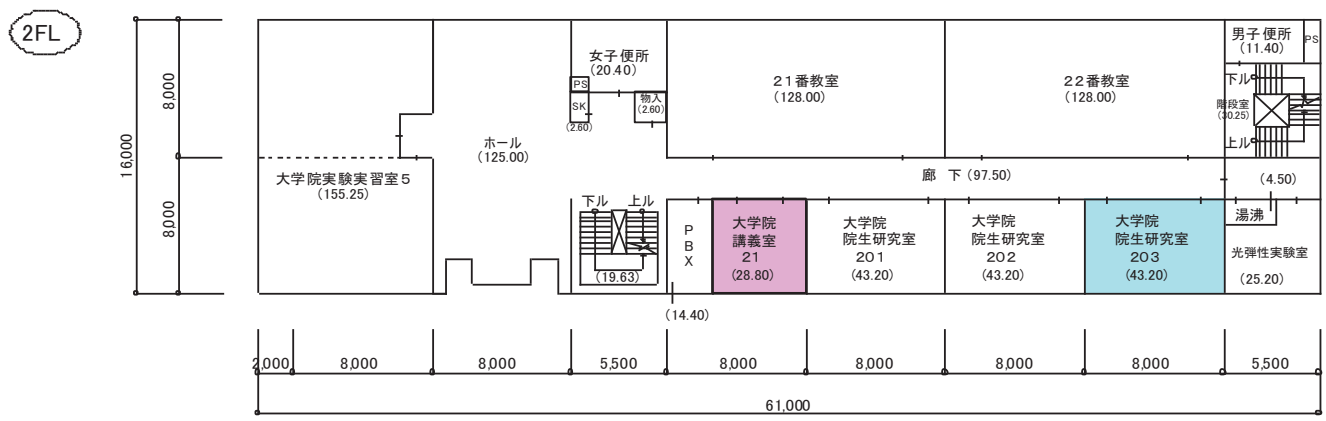 2FL
女子便所
(20.40)
PS
SK
(2.60)
物入
(2.60)
21番教室
(128.00)
22番教室
(128.00)
男子便所
(11.40)
PS
下ル
階段室
(30.25)
上ル
8,000
16,000
8,000
ホール
(125.00)
大学院実験実習室5
(155.25)
廊 下(97.50)
(4.50)
下ル
上ル
(19.63)
PBX
(14.40)
大学院
講義室
21
(28.80)
大学院
院生研究室
201
(43.20)
大学院
院生研究室
202
(43.20)
大学院
院生研究室
203
(43.20)
湯沸
光弾性実験室
(25.20)
2,000
8,000
8,000
5,500
8,000
8,000
8,000
8,000
5,500
61,000